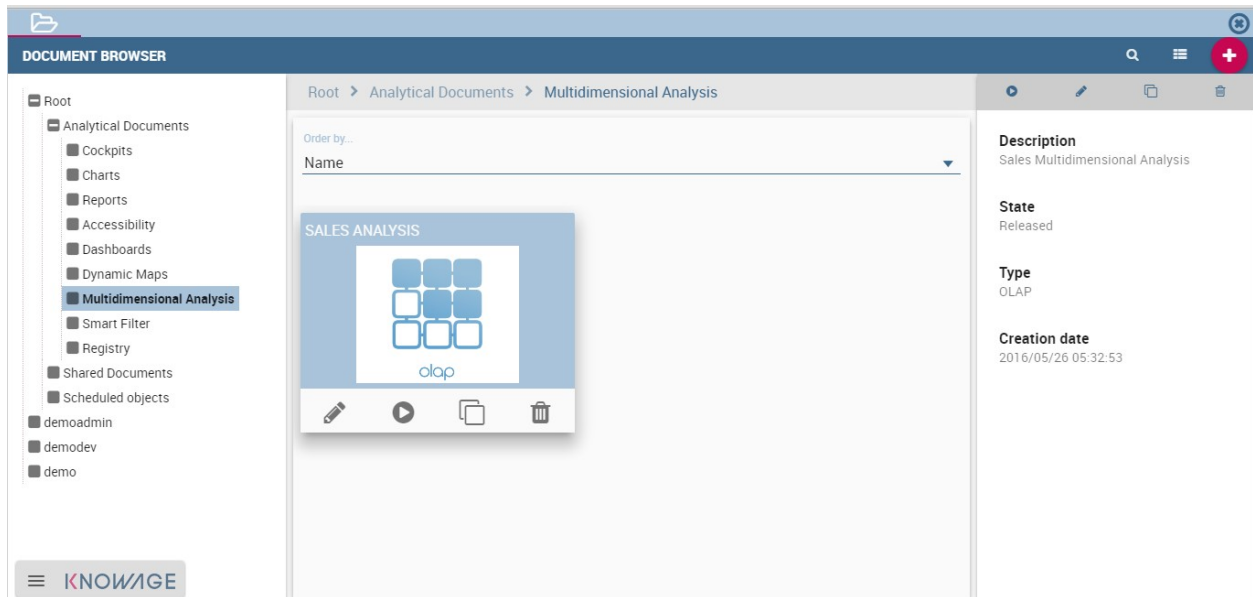 DOCUMENT BROWSER
Root
Analytical Documents
Cockpits
Charts
Reports
Accessibility
Dashboards
Dynamic Maps
Multidimensional Analysis
Smart Filter
Registry
Shared Documents
Scheduled objects
demoadmin
demodev
demo
KNOWAGE
Root > Analytical Documents > Multidimensional Analysis
Order by...
Name
SALES ANALYSIS
olap
Description
Sales Multidimensional Analysis
State
Released
Type
OLAP
Creation date
2016/05/26 05:32:53